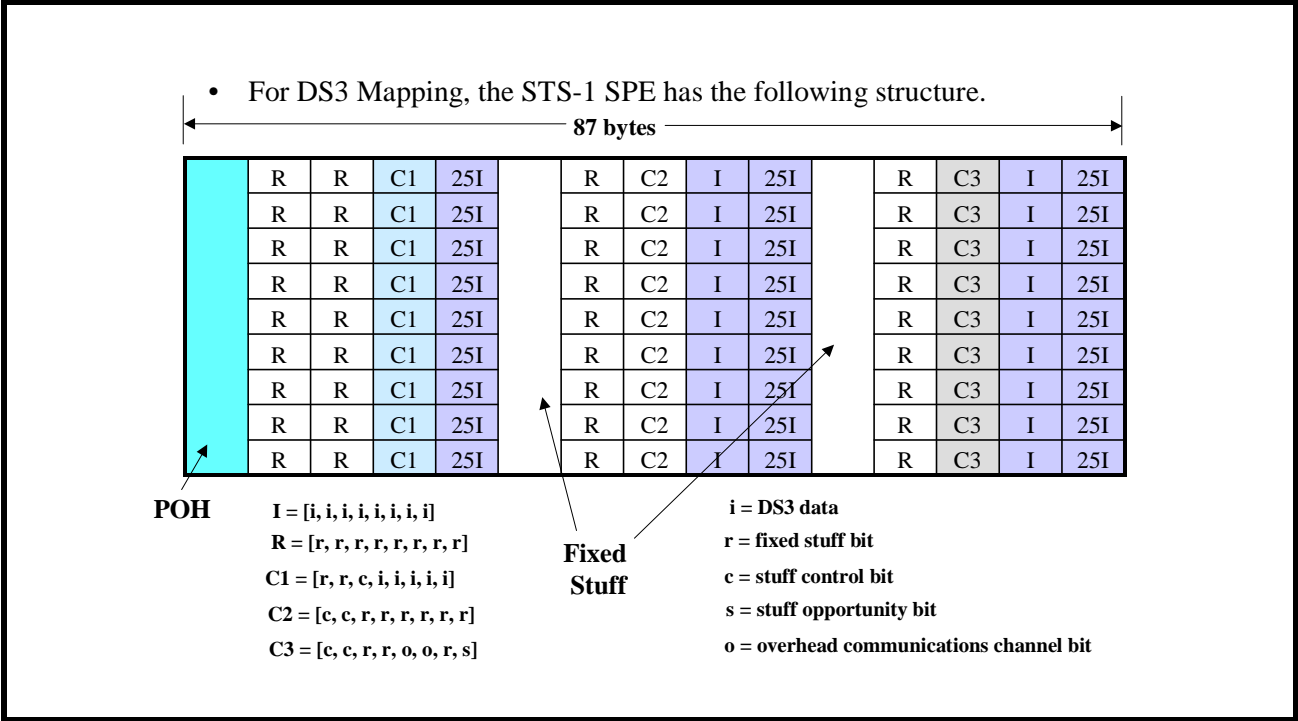 • For DS3 Mapping, the STS-1 SPE has the following structure.
87 bytes
R R C1 25I R C2 I 25I R C3 I 25I
R R C1 25I R C2 I 25I R C3 I 25I
R R C1 25I R C2 I 25I R C3 I 25I
R R C1 25I R C2 I 25I R C3 I 25I
R R C1 25I R C2 I 25I R C3 I 25I
R R C1 25I R C2 I 25I R C3 I 25I
R R C1 25I R C2 I 25I R C3 I 25I
R R C1 25I R C2 I 25I R C3 I 25I
R R C1 25I R C2 I 25I R C3 I 25I
POH
I = [i, i, i, i, i, i, i, i]
R = [r, r, r, r, r, r, r, r]
C1 = [r, r, c, i, i, i, i, i]
C2 = [c, c, r, r, r, r, r, r]
C3 = [c, c, r, r, o, o, r, s]
Fixed
Stuff
i = DS3 data
r = fixed stuff bit
c = stuff control bit
s = stuff opportunity bit
o = overhead communications channel bit